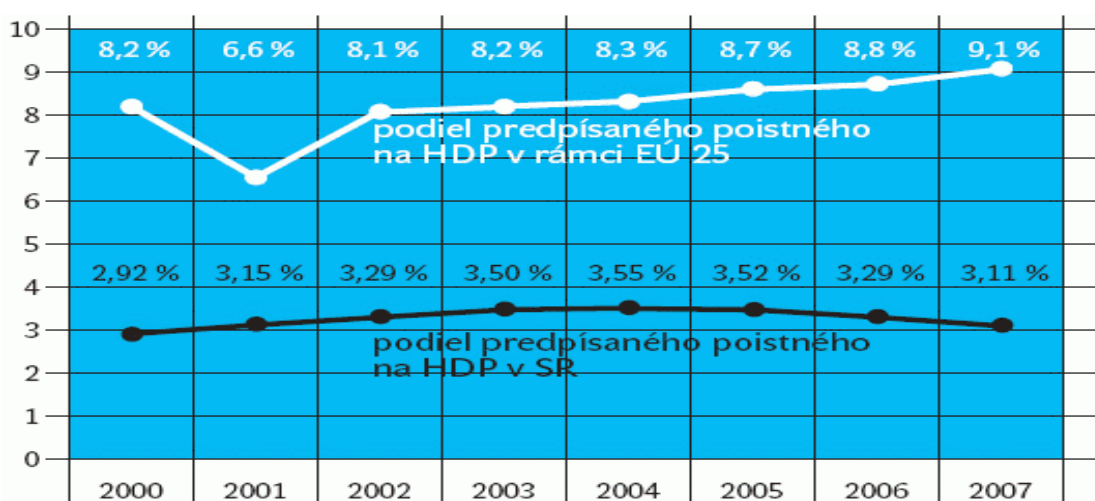 10
8,2 % 6,6 % 8,1 % 8,2 % 8,3 % 8,7 % 8,8 % 9,1 %
9
8
podiel predpísaného poistného
na HDP v rámci EÚ 25
7
6
5
2,92 % 3,15 % 3,29 % 3,50 % 3,55 % 3,52 % 3,29 % 3,11 %
4
3
podiel predpísaného poistného
na HDP v SR
2
1
0
2000 2001 2002 2003 2004 2005 2006 2007